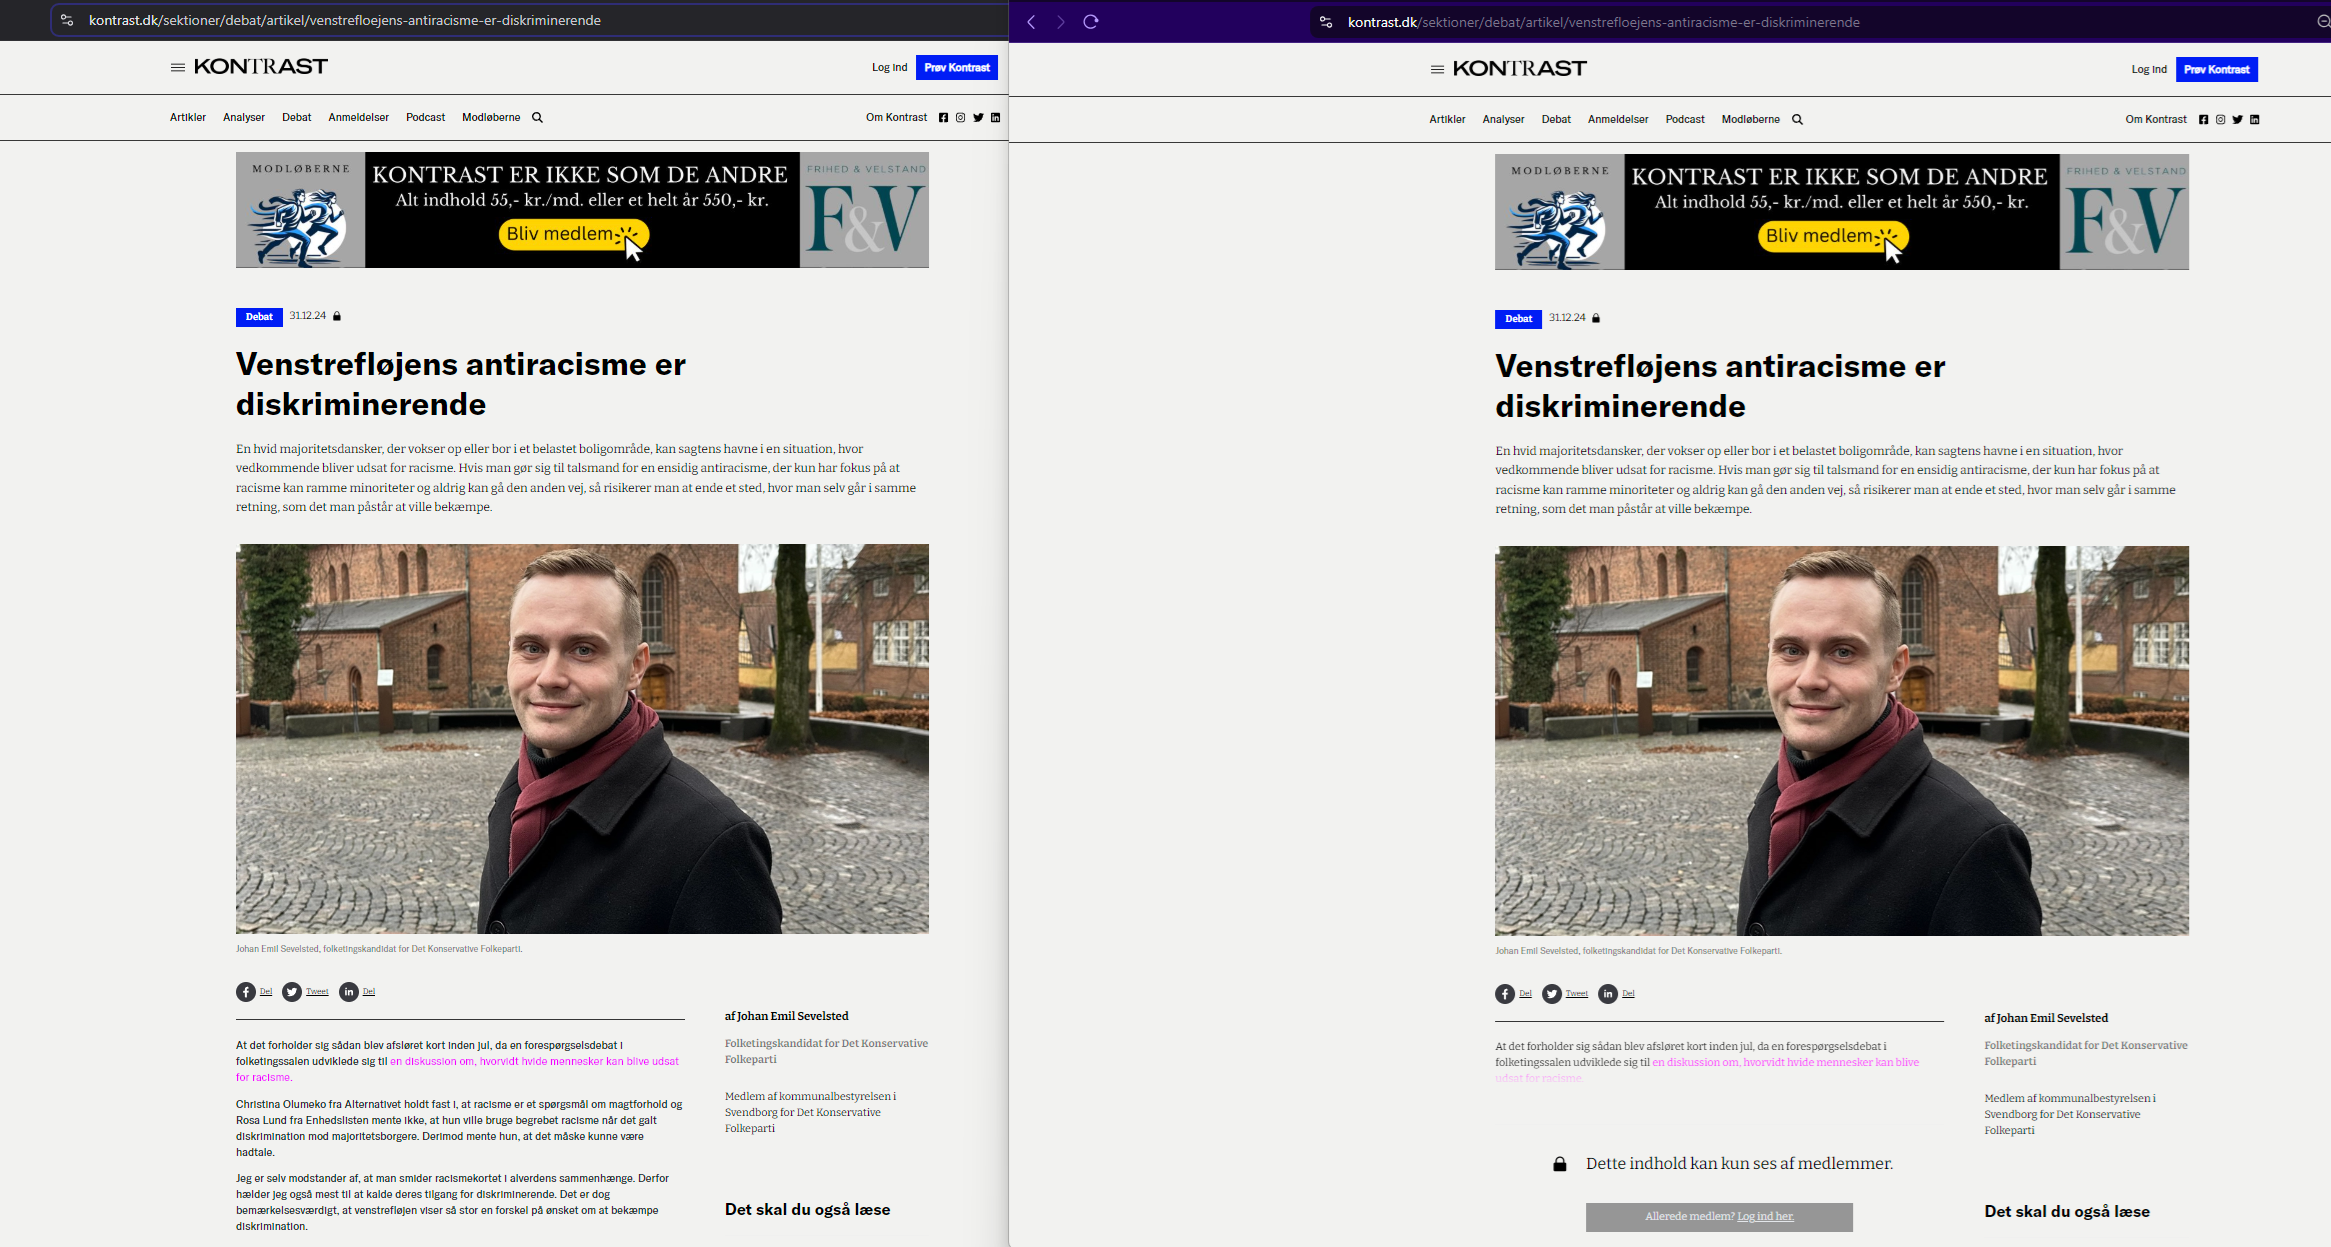 kontrast.dk/sektioner/debat/artikel/venstrefloejens-antiracisme-er-diskriminerende
KONTRAST
Log ind
Prøv Kontrast
Artikler Analyser Debat Anmeldelser Podcast Modløberne
Om Kontrast
MODLØBERNE
KONTRAST ER IKKE SOM DE ANDRE
Alt indhold 55,- kr./md. eller et helt år 550,- kr.
Bliv medlem
FRIHED & VELSTAND
F&V
Debat 31.12.24
Venstrefløjens antiracisme er
diskriminerende
En hvid majoritetsdansker, der vokser op eller bor i et belastet boligområde, kan sagtens havne i en situation, hvor
vedkommende bliver udsat for racisme. Hvis man gør sig til talsmand for en ensidig antiracisme, der kun har fokus på at
racisme kan ramme minoriteter og aldrig kan gå den anden vej, så risikerer man at ende et sted, hvor man selv går i samme
retning, som det man påstår at ville bekæmpe.
Johan Emil Sevelsted, folketingskandidat for Det Konservative Folkeparti.
Del Tweet Del
At det forholder sig sådan blev afsløret kort inden jul, da en forespørgselsdebat i
folketingssalen udviklede sig til en diskussion om, hvorvidt hvide mennesker kan blive udsat
for racisme.
Christina Olumeko fra Alternativet holdt fast i, at racisme er et spørgsmål om magtforhold og
Rosa Lund fra Enhedslisten mente ikke, at hun ville bruge begrebet racisme når det galt
diskrimination mod majoritetsborgere. Derimod mente hun, at det måske kunne være
hadtale.
Jeg er selv modstander af, at man smider racismekortet i alverdens sammenhænge. Derfor
hælder jeg også mest til at kalde deres tilgang for diskriminerende. Det er dog
bemærkelsesværdigt, at venstrefløjen viser så stor en forskel på ønsket om at bekæmpe
diskrimination.
af Johan Emil Sevelsted
Folketingskandidat for Det Konservative
Folkeparti
Medlem af kommunalbestyrelsen i
Svendborg for Det Konservative
Folkeparti
Det skal du også læse
kontrast.dk/sektioner/debat/artikel/venstrefloejens-antiracisme-er-diskriminerende
KONTRAST
Log ind
Prøv Kontrast
Artikler Analyser Debat Anmeldelser Podcast Modløberne
Om Kontrast
MODLØBERNE
KONTRAST ER IKKE SOM DE ANDRE
Alt indhold 55,- kr./md. eller et helt år 550,- kr.
Bliv medlem
FRIHED & VELSTAND
F&V
Debat 31.12.24
Venstrefløjens antiracisme er
diskriminerende
En hvid majoritetsdansker, der vokser op eller bor i et belastet boligområde, kan sagtens havne i en situation, hvor
vedkommende bliver udsat for racisme. Hvis man gør sig til talsmand for en ensidig antiracisme, der kun har fokus på at
racisme kan ramme minoriteter og aldrig kan gå den anden vej, så risikerer man at ende et sted, hvor man selv går i samme
retning, som det man påstår at ville bekæmpe.
Johan Emil Sevelsted, folketingskandidat for Det Konservative Folkeparti.
Del Tweet Del
At det forholder sig sådan blev afsløret kort inden jul, da en forespørgselsdebat i
folketingssalen udviklede sig til en diskussion om, hvorvidt hvide mennesker kan blive
udsat for racisme.
Dette indhold kan kun ses af medlemmer.
Allerede medlem? Log ind her.
af Johan Emil Sevelsted
Folketingskandidat for Det Konservative
Folkeparti
Medlem af kommunalbestyrelsen i
Svendborg for Det Konservative
Folkeparti
Det skal du også læse